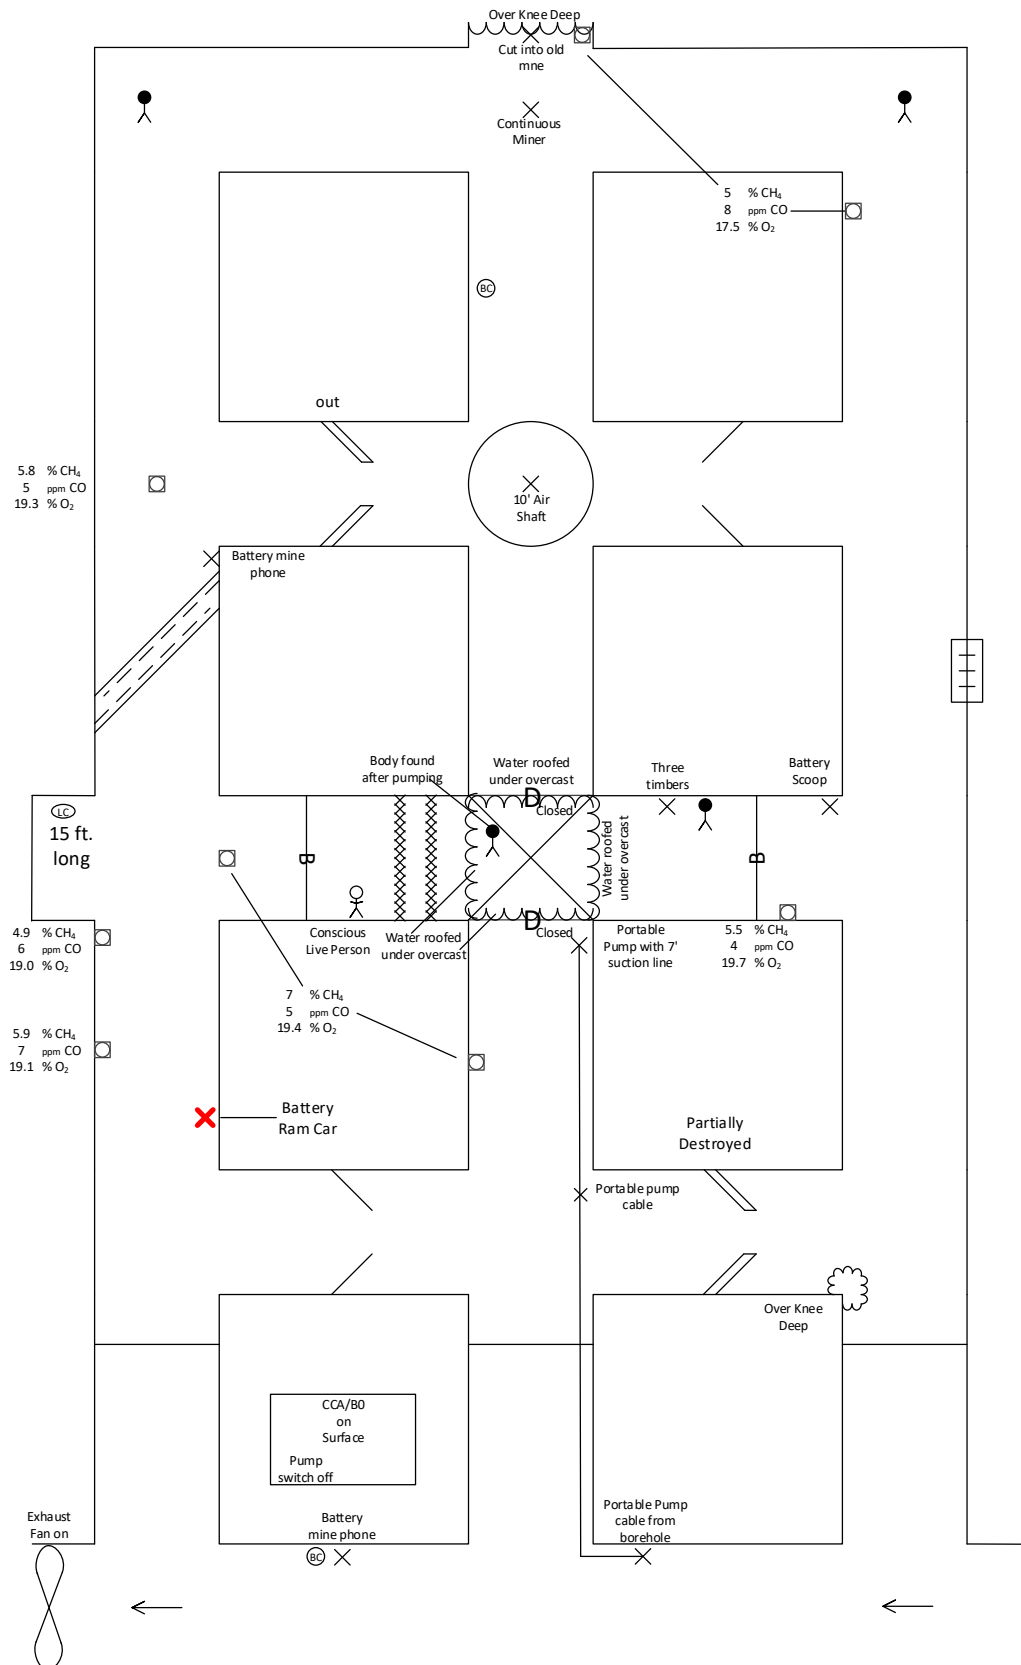 Over Knee Deep
Cut into old
mne
Continuous
Miner
5 % CH₄
8 ppm CO
17.5 % O₂
BC
out
5.8 % CH₄
5 ppm CO
19.3 % O₂
10' Air
Shaft
Battery mine
phone
Body found
after pumping
Water roofed
under overcast
Three
timbers
Battery
Scoop
LC
15 ft.
long
D
Closed
Water roofed
under overcast
B
B
D
Closed
Conscious
Live Person
Water roofed
under overcast
Portable
Pump with 7'
suction line
5.5 % CH₄
4 ppm CO
19.7 % O₂
4.9 % CH₄
6 ppm CO
19.0 % O₂
7 % CH₄
5 ppm CO
19.4 % O₂
5.9 % CH₄
7 ppm CO
19.1 % O₂
Battery
Ram Car
Partially
Destroyed
Portable pump
cable
Over Knee
Deep
CCA/B0
on
Surface
Pump
switch off
Exhaust
Fan on
Battery
mine phone
BC
Portable Pump
cable from
borehole